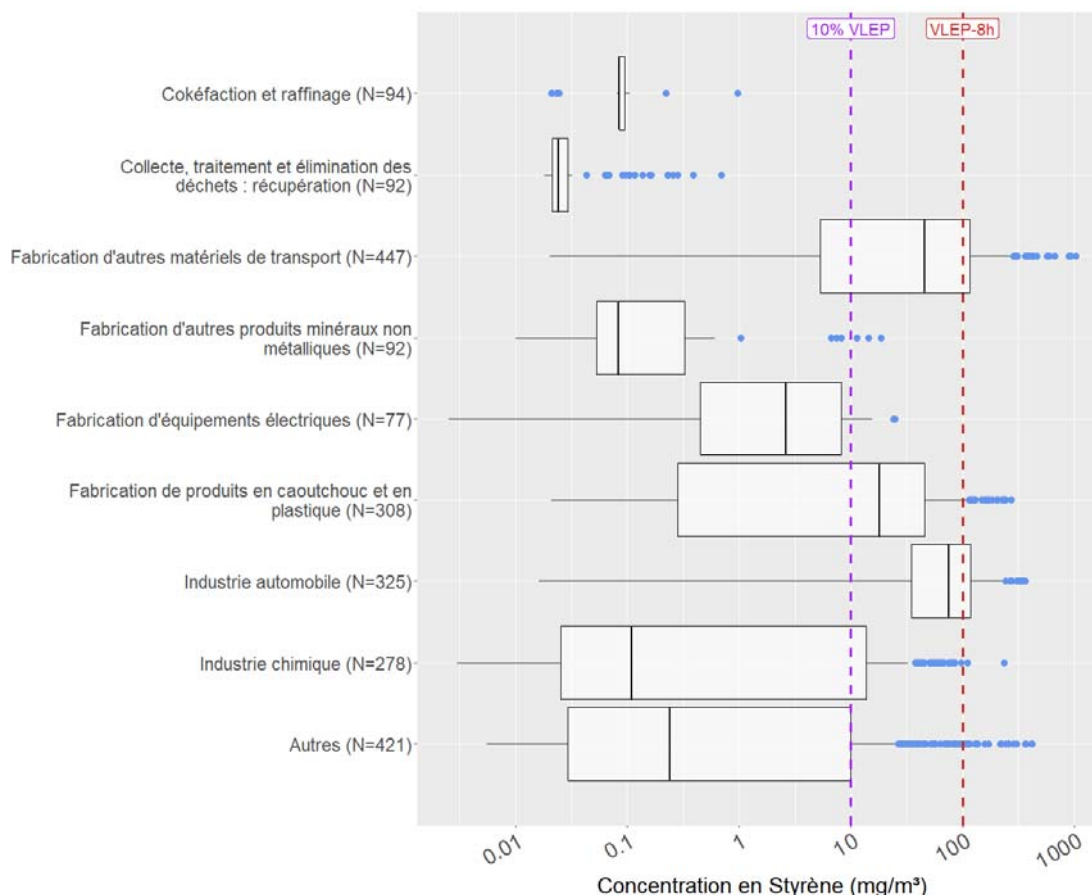 10% VLEP
VLEP-8h
Cokéfaction et raffinage (N=94)
Collecte, traitement et élimination des
déchets : récupération (N=92)
Fabrication d'autres matériels de transport (N=447)
Fabrication d'autres produits minéraux non
métalliques (N=92)
Fabrication d'équipements électriques (N=77)
Fabrication de produits en caoutchouc et en
plastique (N=308)
Industrie automobile (N=325)
Industrie chimique (N=278)
Autres (N=421)
0.01
0.1
1
10
100
1000
Concentration en Styrène (mg/m³)